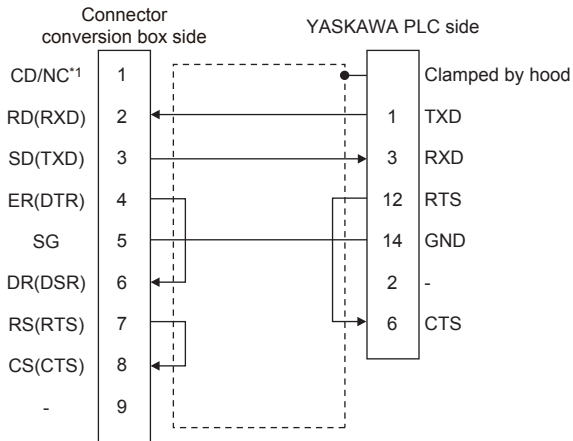 Connector
conversion box side
YASKAWA PLC side
CD/NC*1 1 Clamped by hood
RD(RXD) 2 1 TXD
SD(TXD) 3 3 RXD
ER(DTR) 4 12 RTS
SG 5 14 GND
DR(DSR) 6 2 -
RS(RTS) 7 6 CTS
CS(CTS) 8
- 9